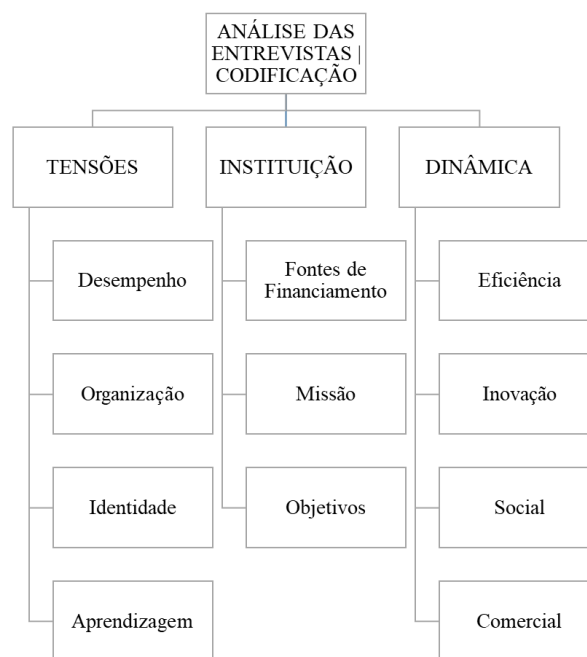 ANÁLISE DAS
ENTREVISTAS |
CODIFICAÇÃO
TENSÕES
Desempenho
Organização
Identidade
Aprendizagem
INSTITUIÇÃO
Fontes de
Financiamento
Missão
Objetivos
DINÂMICA
Eficiência
Inovação
Social
Comercial